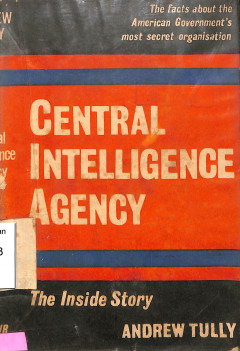 The facts about the
American Government's
most secret organisation
CENTRAL
INTELLIGENCE
AGENCY
The Inside Story
ANDREW TULLY